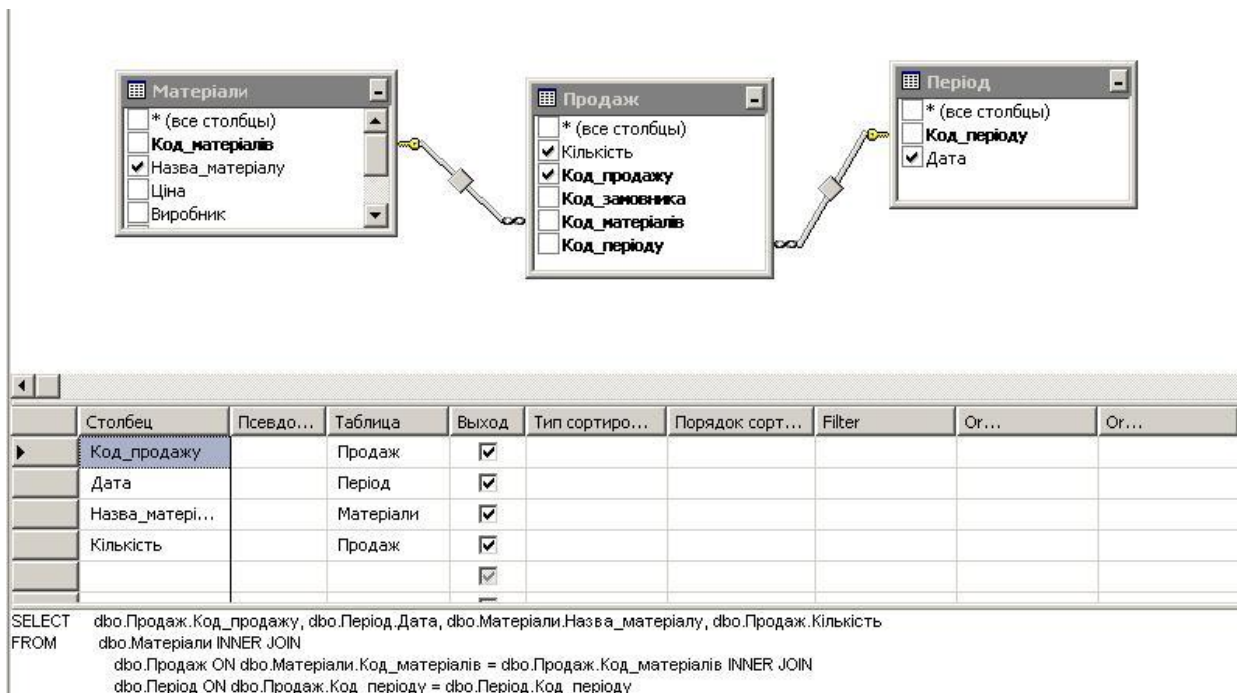 Матеріали
* (все столбцы)
Код_матеріалів
Назва_матеріалу
Ціна
Виробник
Продаж
* (все столбцы)
Кількість
Код_продажу
Код_замовника
Код_матеріалів
Код_періоду
Період
* (все столбцы)
Код_періоду
Дата
Столбец Псевдо... Таблица Выход Тип сортиро... Порядок сорт... Filter Or... Or...
Код_продажу Продаж
Дата Період
Назва_матері... Матеріали
Кількість Продаж
SELECT dbo.Продаж.Код_продажу, dbo.Період.Дата, dbo.Матеріали.Назва_матеріалу, dbo.Продаж.Кількість
FROM dbo.Матеріали INNER JOIN
dbo.Продаж ON dbo.Матеріали.Код_матеріалів = dbo.Продаж.Код_матеріалів INNER JOIN
dbo.Період ON dbo.Продаж.Код_періоду = dbo.Період.Код_періоду